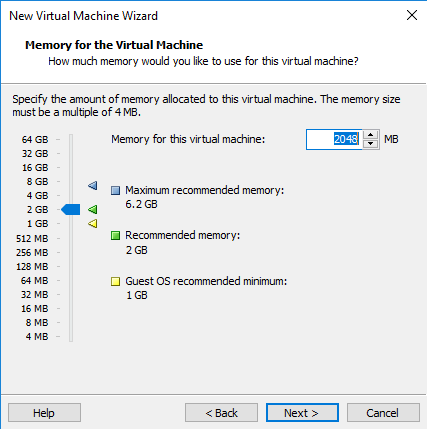 New Virtual Machine Wizard
Memory for the Virtual Machine
How much memory would you like to use for this virtual machine?
Specify the amount of memory allocated to this virtual machine. The memory size
must be a multiple of 4 MB.
Memory for this virtual machine: 2048 MB
64 GB
32 GB
16 GB
8 GB
4 GB
2 GB
1 GB
512 MB
256 MB
128 MB
64 MB
32 MB
16 MB
8 MB
4 MB
Maximum recommended memory:
6.2 GB
Recommended memory:
2 GB
Guest OS recommended minimum:
1 GB
Help
< Back
Next >
Cancel